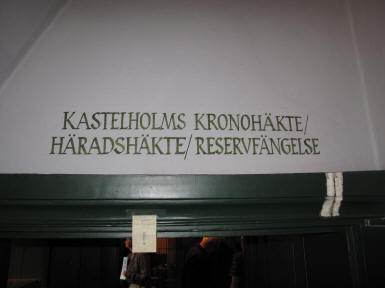 KASTELHOLMS KRONOHÄKTE/
HÄRADSHÄKTE/RESERVFÄNGELSE